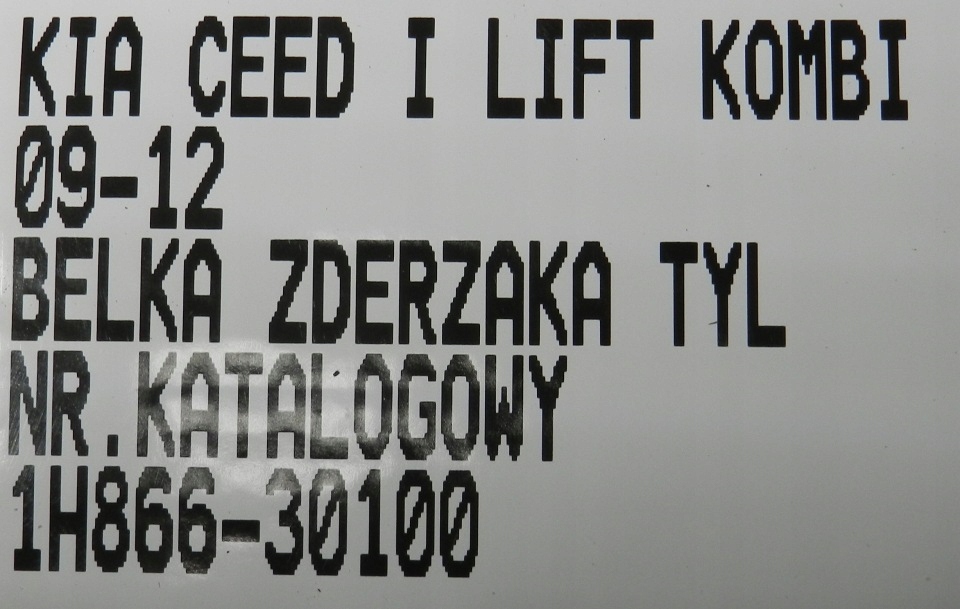 KIA CEED I LIFT KOMBI
09-12
BELKA ZDERZAKA TYL
NR.KATALOGOWY
1H866-30100